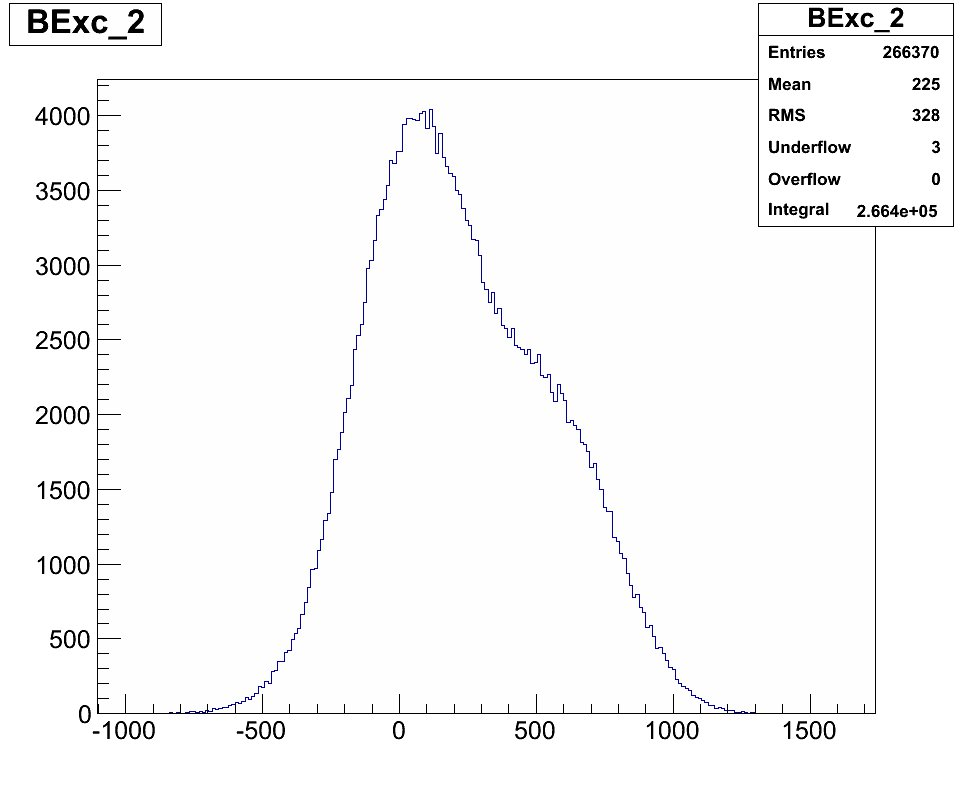 BExc_2
BExc_2
Entries 266370
Mean 225
RMS 328
Underflow 3
Overflow 0
Integral 2.664e+05
4000
3500
3000
2500
2000
1500
1000
500
0
-1000 -500 0 500 1000 1500